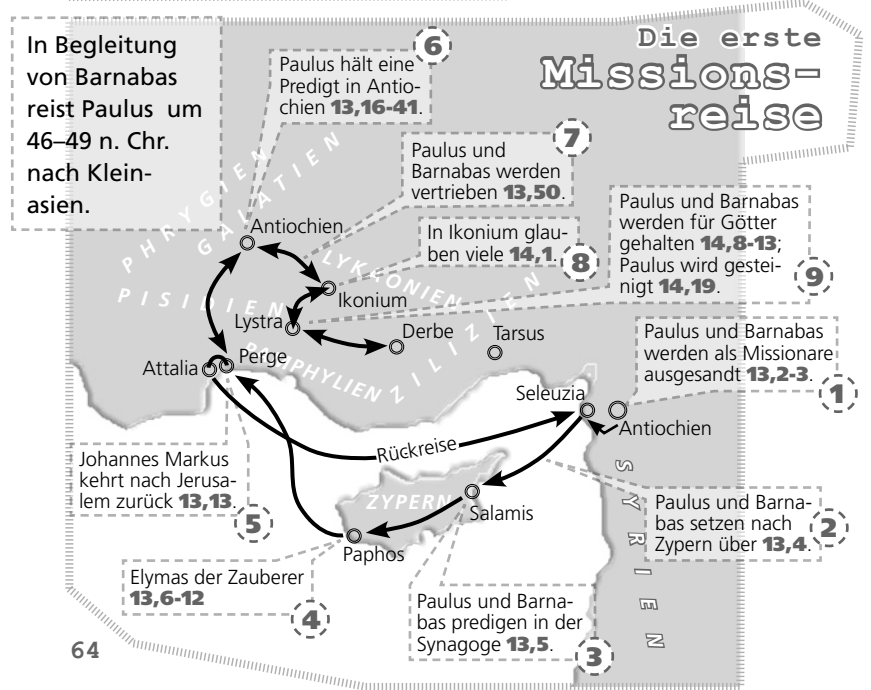 In Begleitung
von Barnabas
reist Paulus um
46–49 n. Chr.
nach Klein-
asien.
Die erste
Missions-
reise
6
Paulus hält eine
Predigt in Antio-
chien 13,16-41.
7
Paulus und
Barnabas werden
vertrieben 13,50.
In Ikonium glau-
ben viele 14,1.
8
Paulus und Barnabas
werden für Götter
gehalten 14,8-13;
Paulus wird gestei-
nigt 14,19.
9
PHRYGIEN
GALATIEN
LYKAONIEN
PISIDIEN
PAMPHYLIEN
ZILIZIEN
Antiochien
Ikonium
Lystra
Derbe
Tarsus
Attalia
Perge
Paulus und Barnabas
werden als Missionare
ausgesandt 13,2-3.
1
Seleuzia
Antiochien
Rückreise
Johannes Markus
kehrt nach Jerusa-
lem zurück 13,13.
5
ZYPERN
Salamis
Paphos
SYRIEN
Paulus und Barna-
bas setzen nach
Zypern über 13,4.
2
Elymas der Zauberer
13,6-12
4
Paulus und Barna-
bas predigen in der
Synagoge 13,5.
3
64